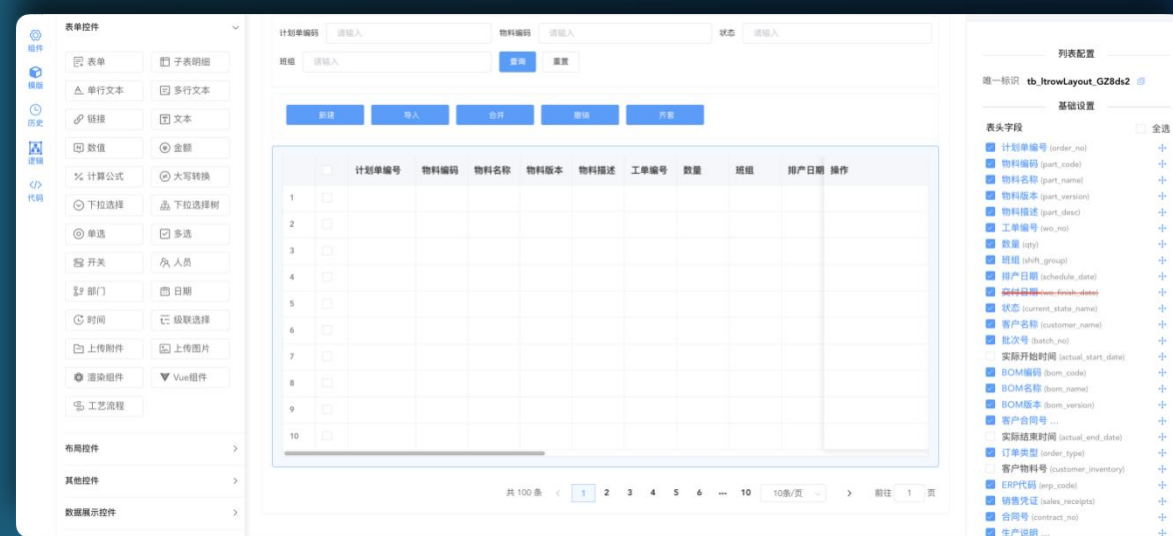 组件
模版
历史
逻辑
代码
表单控件
表单 子表明细
单行文本 多行文本
链接 文本
数值 金额
计算公式 大写转换
下拉选择 下拉选择树
单选 多选
开关 人员
部门 日期
时间 级联选择
上传附件 上传图片
渲染组件 Vue组件
工艺流程
布局控件
其他控件
数据展示控件
计划单编码 请输入 物料编码 请输入 状态 请输入
班组 请输入 查询 重置
新建 导入 合并 撤销 齐套
计划单编号 物料编码 物料名称 物料版本 物料描述 工单编号 数量 班组 排产日期 操作
1
2
3
4
5
6
7
8
9
10
共 100 条 1 2 3 4 5 6 ... 10 10条/页 前往 1 页
列表配置
唯一标识 tb_ltrowLayout_GZ8ds2
基础设置
表头字段 全选
计划单编号 (order_no)
物料编码 (part_code)
物料名称 (part_name)
物料版本 (part_version)
物料描述 (part_desc)
工单编号 (wo_no)
数量 (qty)
班组 (shift_group)
排产日期 (schedule_date)
交付日期 (wo_finish_date)
状态 (current_state_name)
客户名称 (customer_name)
批次号 (batch_no)
实际开始时间 (actual_start_date)
BOM编码 (bom_code)
BOM名称 (bom_name)
BOM版本 (bom_version)
客户合同号 ...
实际结束时间 (actual_end_date)
订单类型 (order_type)
客户物料号 (customer_inventory)
ERP代码 (erp_code)
销售凭证 (sales_receipts)
合同号 (contract_no)
生产说明 ...